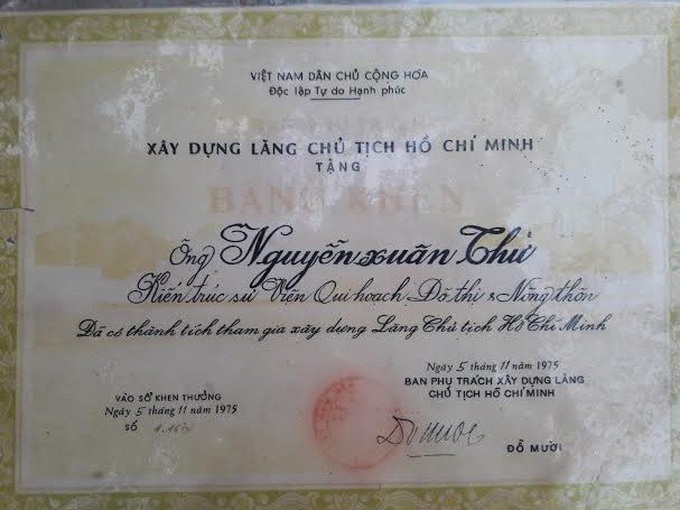 VIỆT NAM DÂN CHỦ CỘNG HÒA
Độc lập Tự do Hạnh phúc
XÂY DỰNG LĂNG CHỦ TỊCH HỒ CHÍ MINH
TẶNG
BẰNG KHEN
Ông Nguyễn xuân Thư
Kiến trúc sư Viện Qui hoạch Đô thị & Nông thôn
Đã có thành tích tham gia xây dựng Lăng Chủ tịch Hồ Chí Minh
Ngày 5 tháng 11 năm 1975
BAN PHỤ TRÁCH XÂY DỰNG LĂNG
CHỦ TỊCH HỒ CHÍ MINH
VÀO SỔ KHEN THƯỞNG
Ngày 5 tháng 11 năm 1975
SỐ
ĐỖ MƯỜI